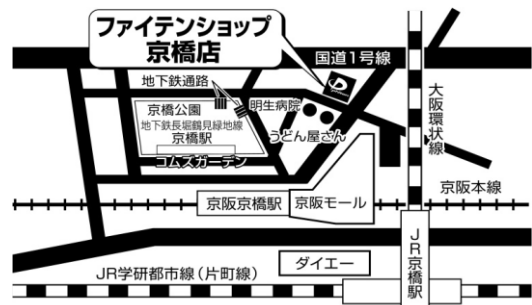 ファイテンショップ
京橋店
国道1号線
地下鉄通路
京橋公園
明生病院
地下鉄長堀鶴見緑地線
京橋駅
うどん屋さん
コムズガーデン
大阪環状線
京阪本線
京阪京橋駅
京阪モール
JR京橋駅
ダイエー
JR学研都市線(片町線)